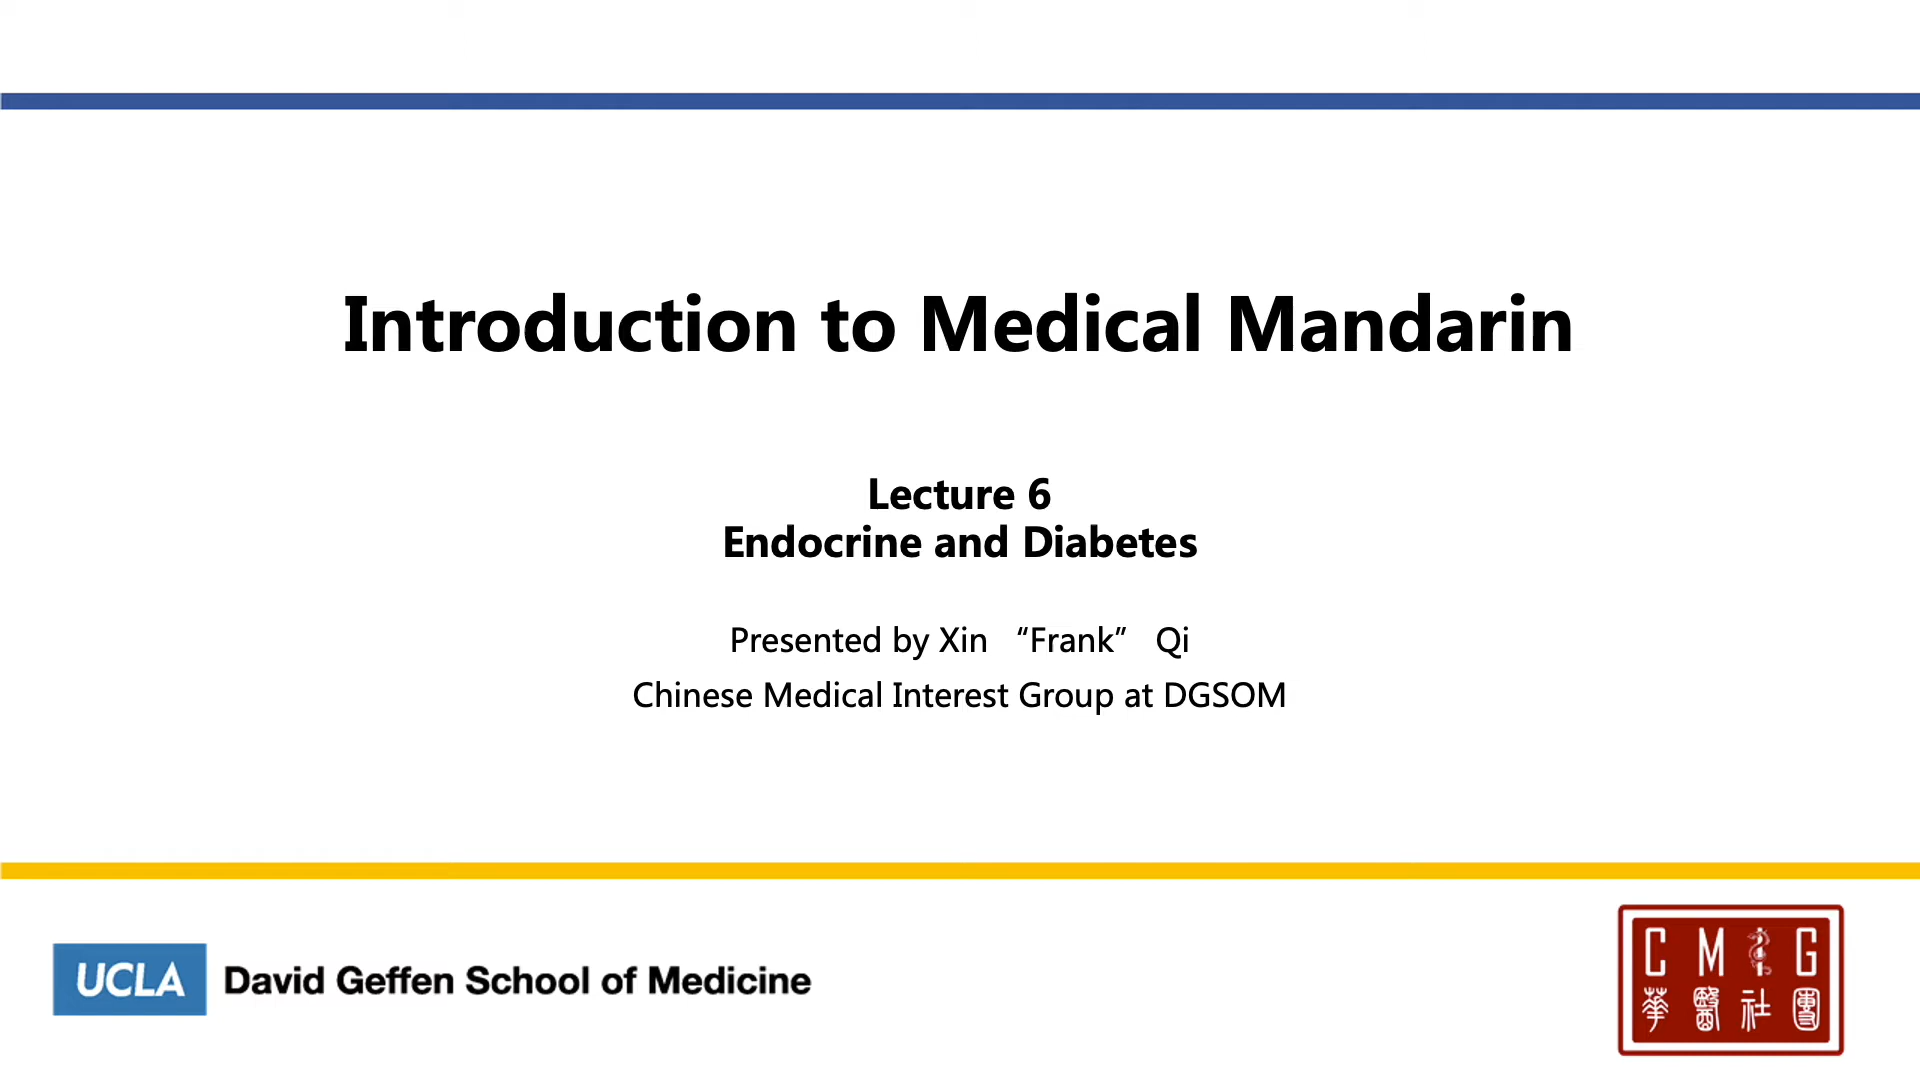 Introduction to Medical Mandarin
Lecture 6
Endocrine and Diabetes
Presented by Xin “Frank” Qi
Chinese Medical Interest Group at DGSOM
UCLA David Geffen School of Medicine
CMIG
華醫社團